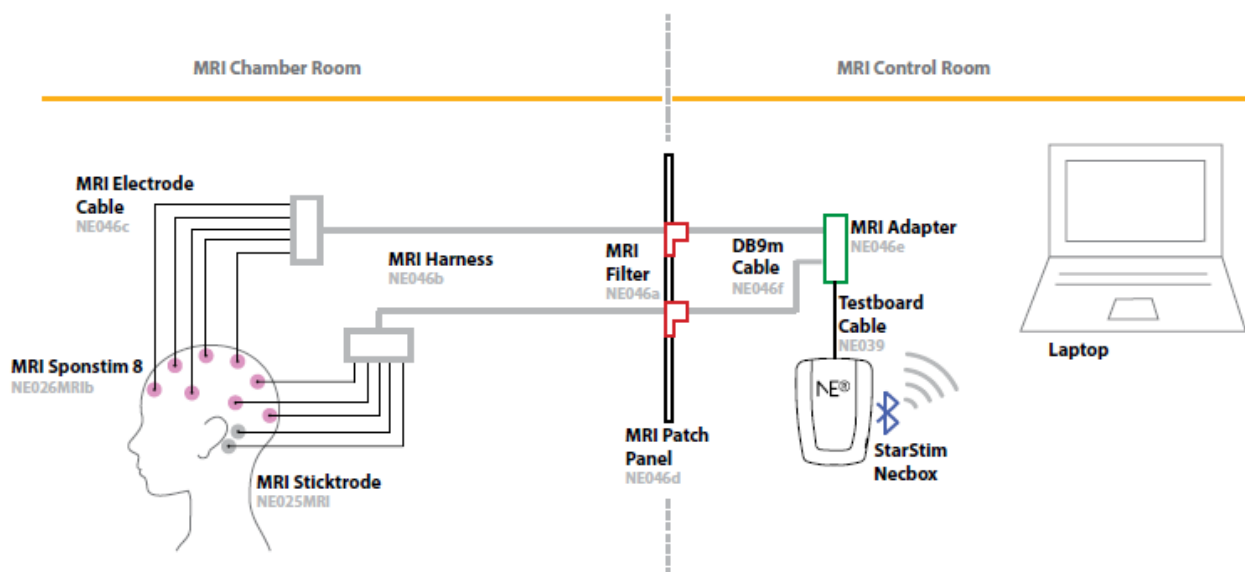 MRI Chamber Room
MRI Control Room
MRI Electrode
Cable
NE046c
MRI Harness
NE046b
MRI
Filter
NE046a
DB9m
Cable
NE046f
MRI Adapter
NE046e
Testboard
Cable
NE039
Laptop
MRI Sponstim 8
NE026MRIb
NE®
MRI Sticktrode
NE025MRI
MRI Patch
Panel
NE046d
StarStim
Necbox